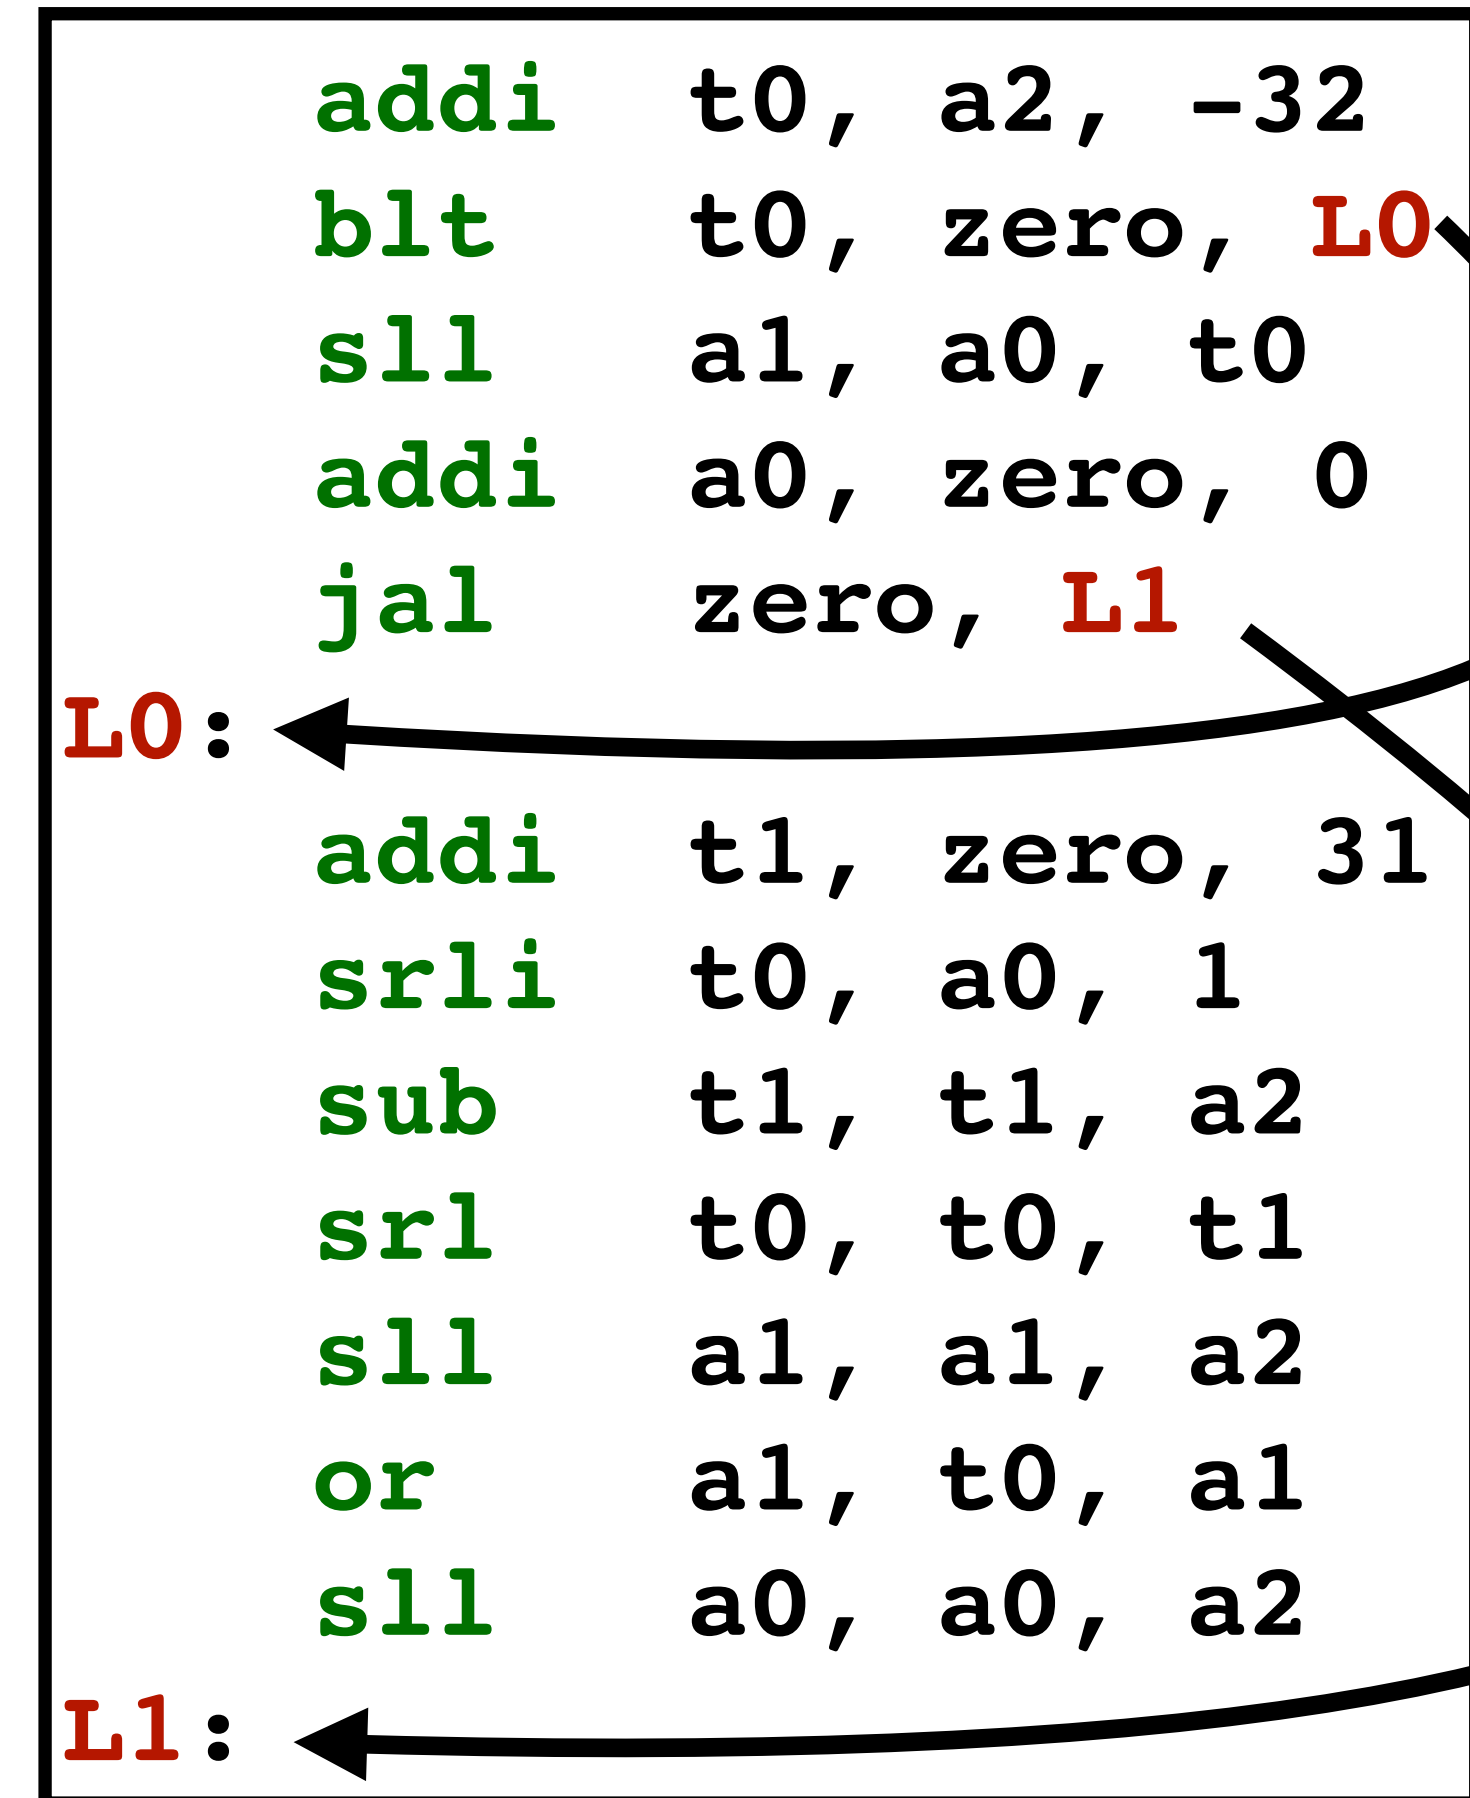 addi t0, a2, -32
blt t0, zero, L0
sll a1, a0, t0
addi a0, zero, 0
jal zero, L1
L0:
addi t1, zero, 31
srli t0, a0, 1
sub t1, t1, a2
srl t0, t0, t1
sll a1, a1, a2
or a1, t0, a1
sll a0, a0, a2
L1: